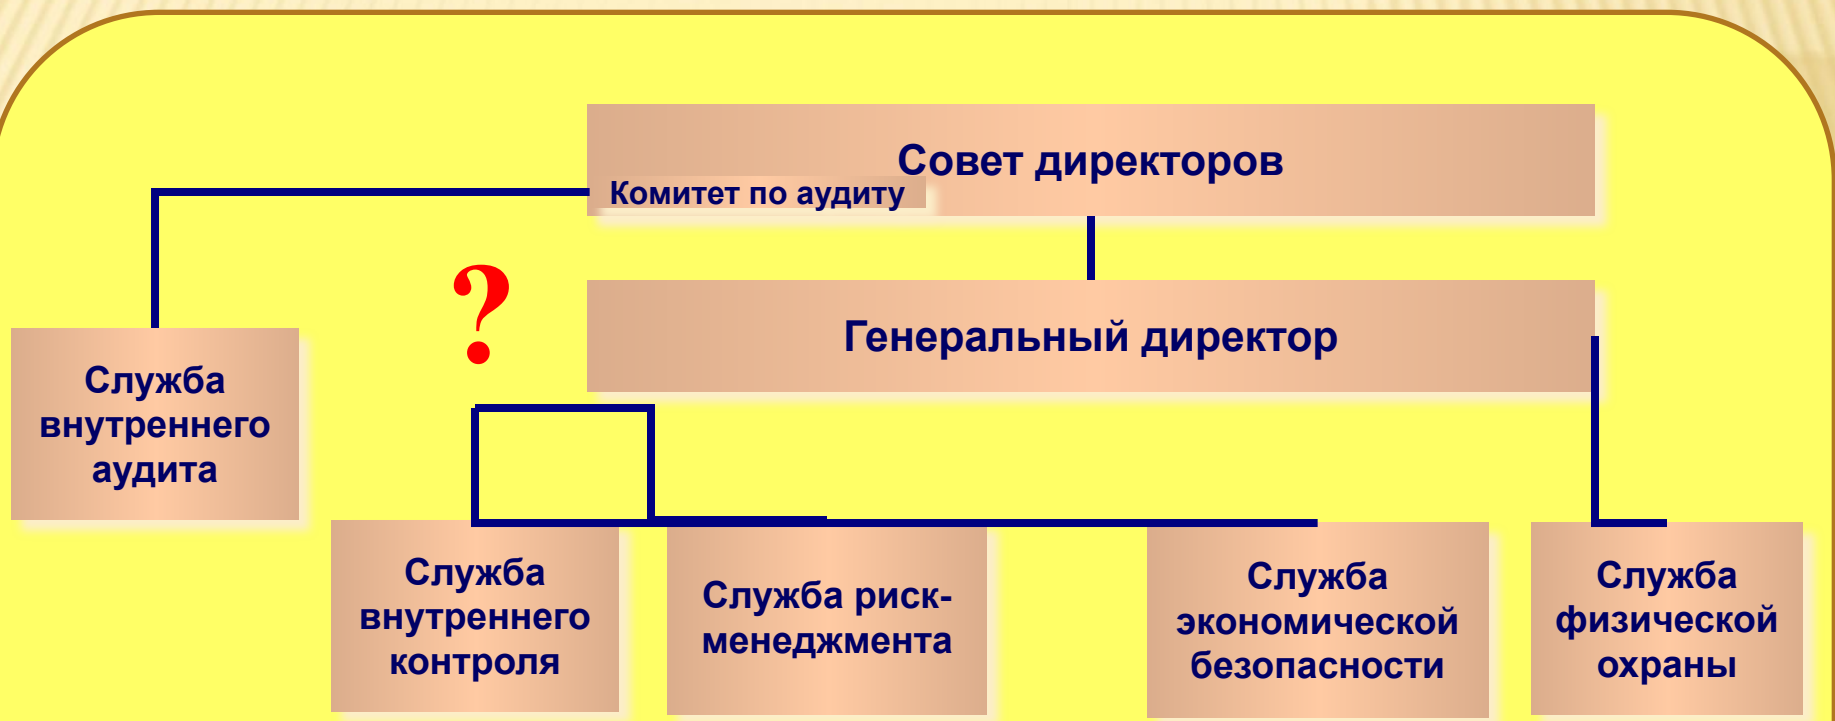 Совет директоров
Комитет по аудиту
?
Генеральный директор
Служба
внутреннего
аудита
Служба
внутреннего
контроля
Служба риск-
менеджмента
Служба
экономической
безопасности
Служба
физической
охраны